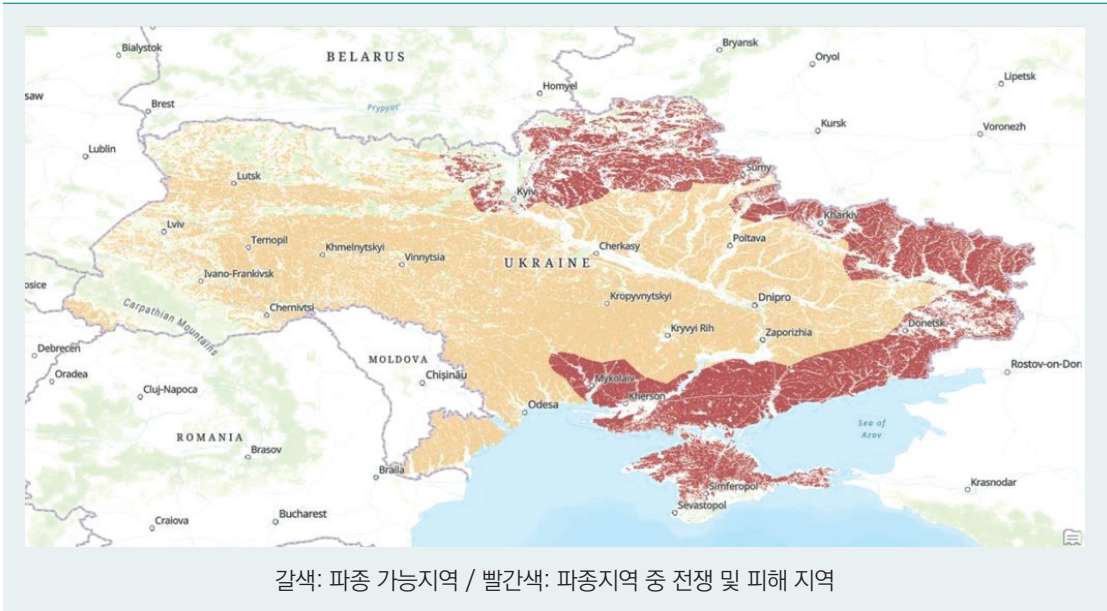 Bialystok
BELARUS
Bryansk
Oryol
Lipetsk
Homyel
saw
Brest
Prypyat'
Kursk
Voronezh
Lublin
Sumy
Lutsk
Kyiv
Kharkiv
Lviv
Ternopil
Khmelnytskyi
Vinnytsia
UKRAINE
Cherkasy
Poltava
Ivano-Frankivsk
osice
Carpathian Mountains
Chernivtsi
Kropyvnytskyi
Dnipro
Kryvyi Rih
Zaporizhia
Donetsk
Debrecen
MOLDOVA
Rostov-on-Don
Oradea
Chișinău
Mykolaiv
Cluj-Napoca
Kherson
Odesa
Sea of
Azov
ROMANIA
Brasov
Braila
Simferopol
Krasnodar
Sevastopol
Craiova
Bucharest
갈색: 파종 가능지역 / 빨간색: 파종지역 중 전쟁 및 피해 지역